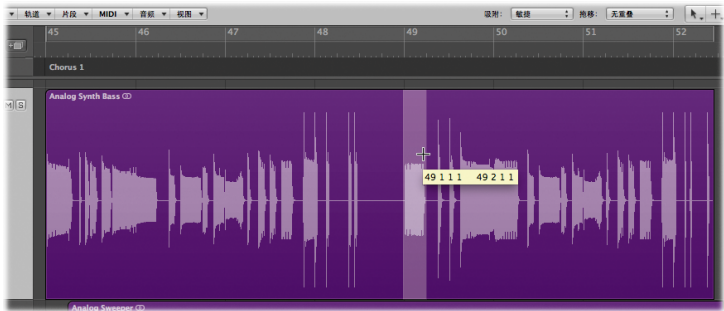 轨道 片段 MIDI 音频 视图 吸附: 敏捷 拖移: 无重叠
45 46 47 48 49 50 51 52
Chorus 1
Analog Synth Bass
M S
49 1 1 1 49 2 1 1
Analog Sweeper